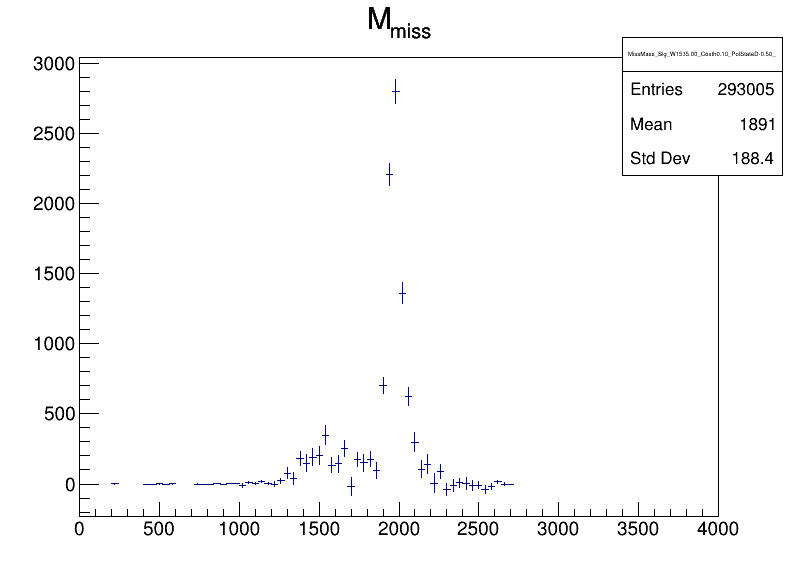 M_miss
MissMass_Sig_W1535.00_Costh0.10_PolStateD-0.50_
Entries 293005
Mean 1891
Std Dev 188.4
3000
2500
2000
1500
1000
500
0
0 500 1000 1500 2000 2500 3000 3500 4000